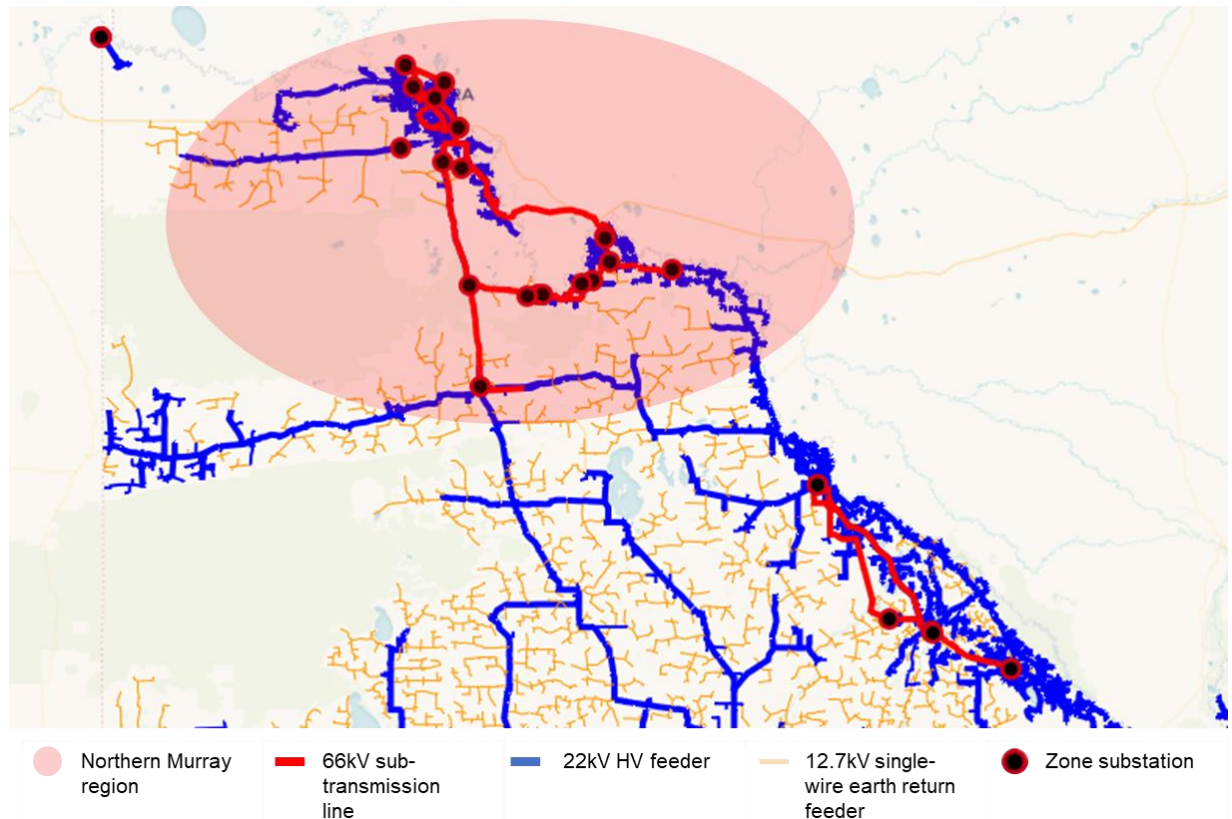 RA
Northern Murray
region
66kV sub-
transmission
line
22kV HV feeder
12.7kV single-
wire earth return
feeder
Zone substation